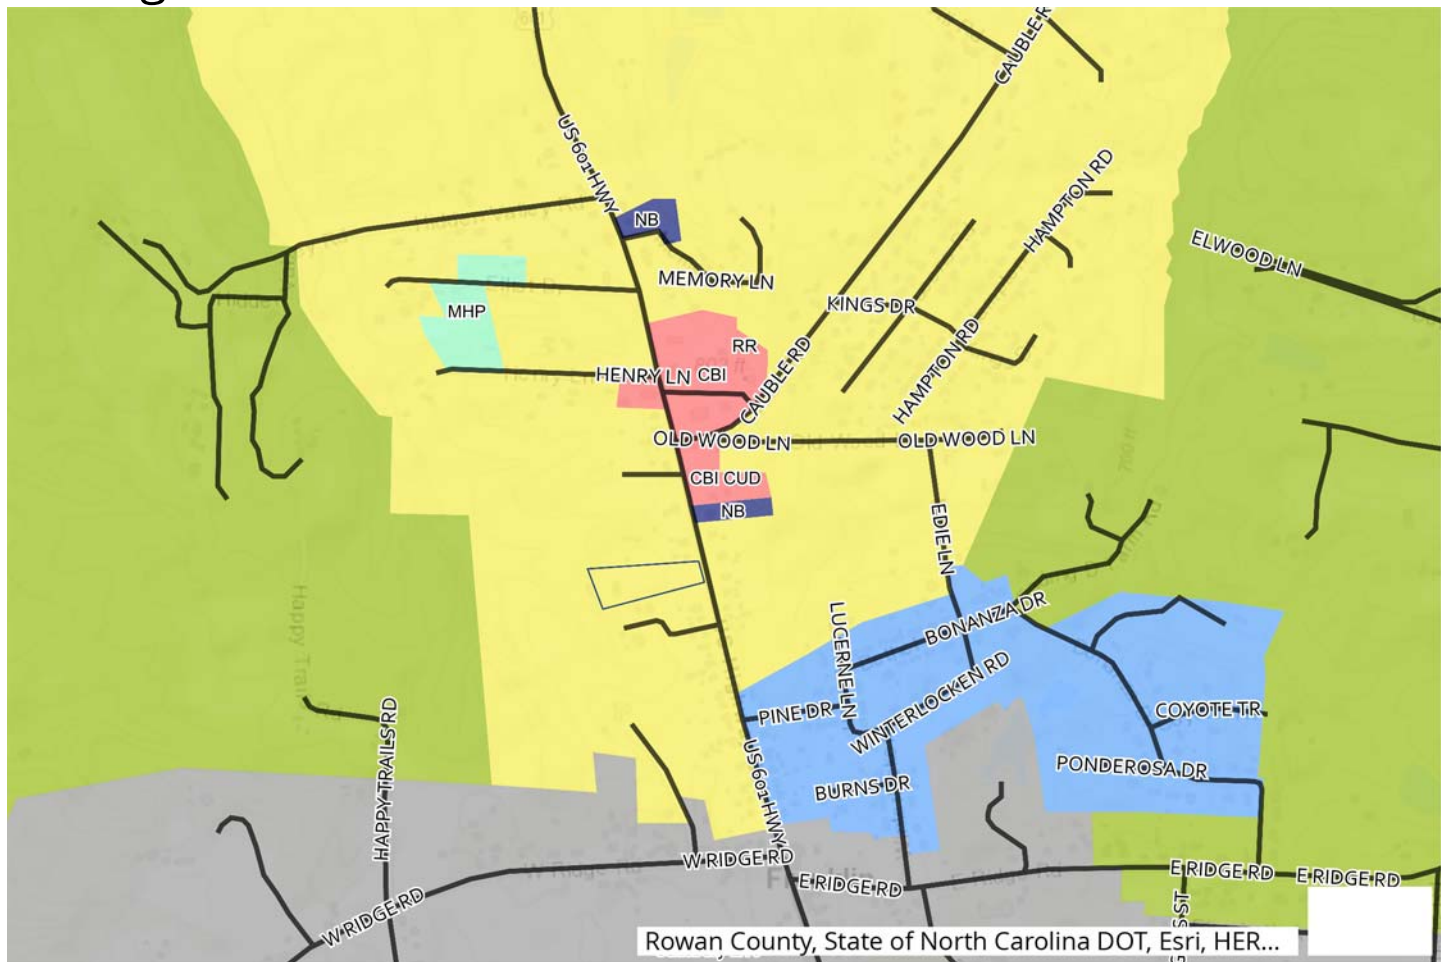 CAUBLE R
US 601 HWY
HAMPTON RD
NB
ELWOOD LN
MEMORY LN
KINGS DR
MHP
RR
CAUBLE RD
HAMPTON RD
HENRY LN
CBI
OLD WOOD LN
OLD WOOD LN
CBI CUD
NB
EDIE LN
LUCERNE LN
BONANZA DR
WINTERLOCKEN RD
PINE DR
COYOTE TR
HAPPY TRAILS RD
US 601 HWY
PONDEROSA DR
BURNS DR
W RIDGE RD
Franklin
E RIDGE RD
E RIDGE RD
E RIDGE RD
W RIDGE RD
Rowan County, State of North Carolina DOT, Esri, HER...